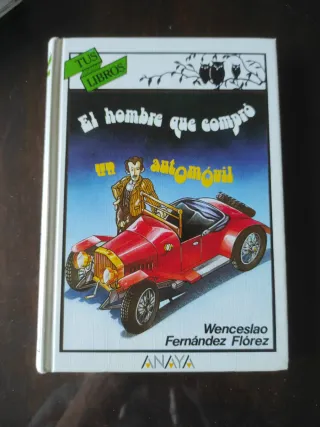 TUS
LIBROS
El hombre que compró
un automóvil
Wenceslao
Fernández Flórez
ANAYA